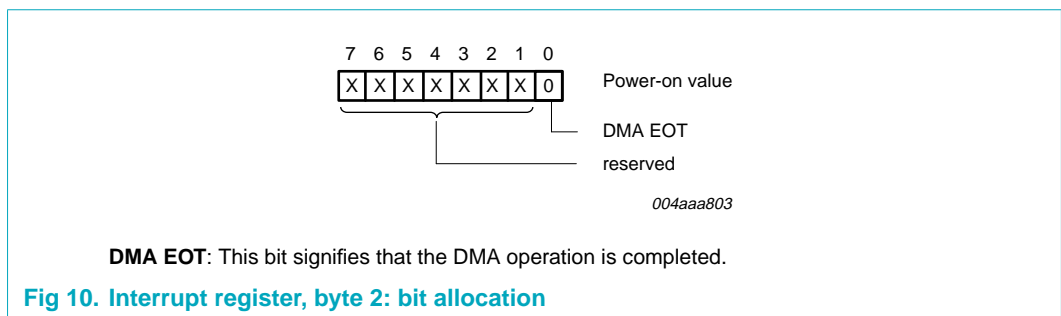 7 6 5 4 3 2 1 0
X X X X X X X 0 Power-on value
DMA EOT
reserved
004aaa803
DMA EOT: This bit signifies that the DMA operation is completed.
Fig 10. Interrupt register, byte 2: bit allocation